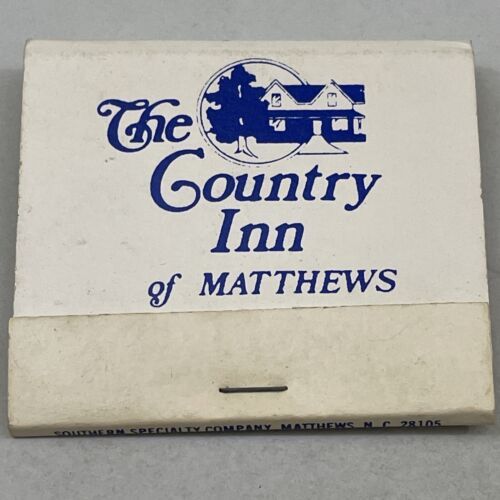 The
Country
Inn
of MATTHEWS
SOUTHERN SPECIALTY COMPANY, MATTHEWS, N. C. 28105